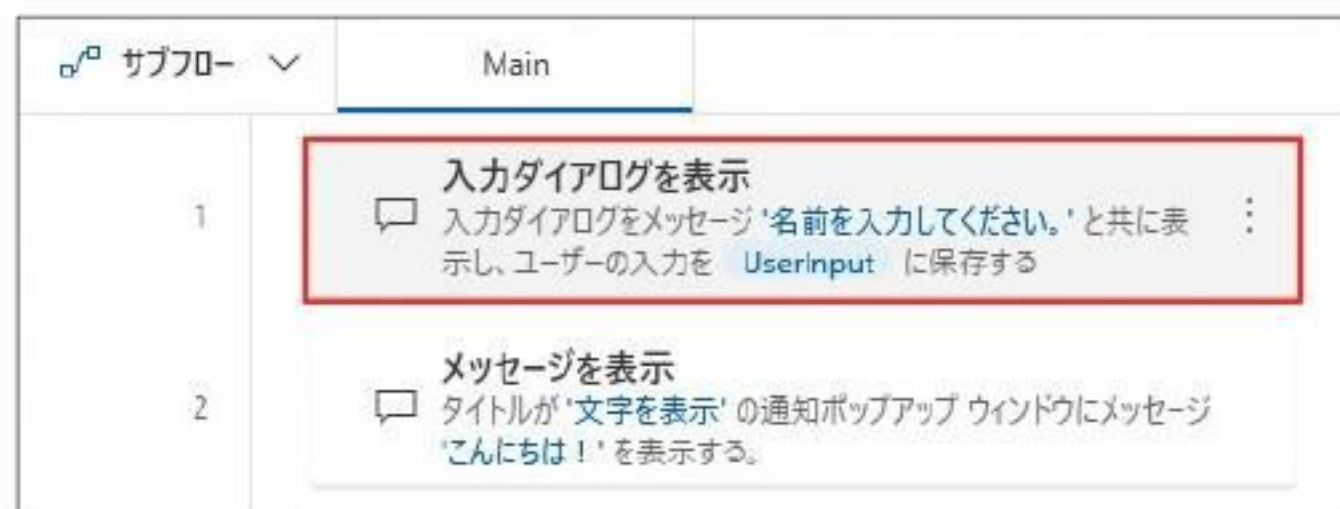 サブフロー
Main
1
入力ダイアログを表示
入力ダイアログをメッセージ '名前を入力してください。' と共に表
示し、ユーザーの入力を UserInput に保存する
2
メッセージを表示
タイトルが '文字を表示' の通知ポップアップ ウィンドウにメッセージ
'こんにちは！' を表示する。